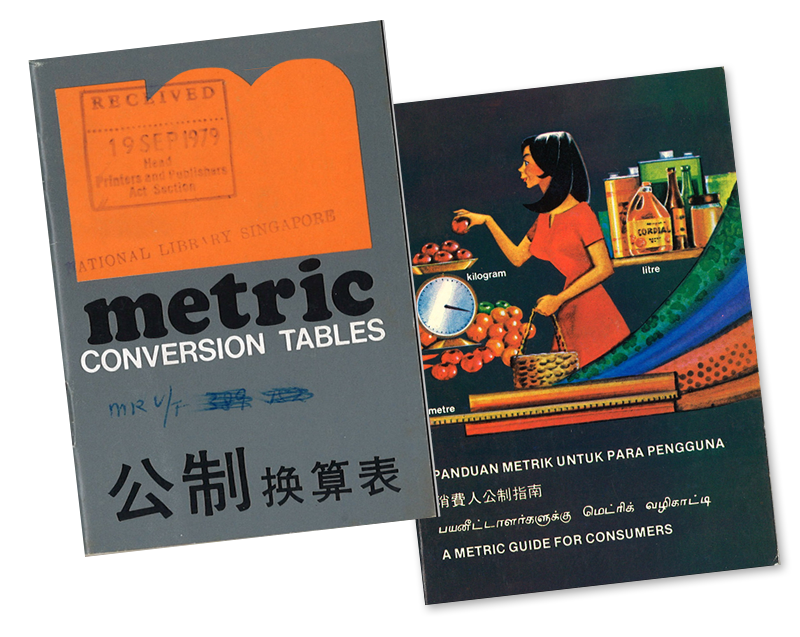 RECEIVED
19 SEP 1979
Head
Printers and Publishers
Act Section
NATIONAL LIBRARY SINGAPORE
metric
CONVERSION TABLES
MR V/T
公制换算表
CORDIAL
kilogram
litre
metre
PANDUAN METRIK UNTUK PARA PENGGUNA
消費人公制指南
பயனீட்டாளர்களுக்கு மெட்ரிக் வழிகாட்டி
A METRIC GUIDE FOR CONSUMERS